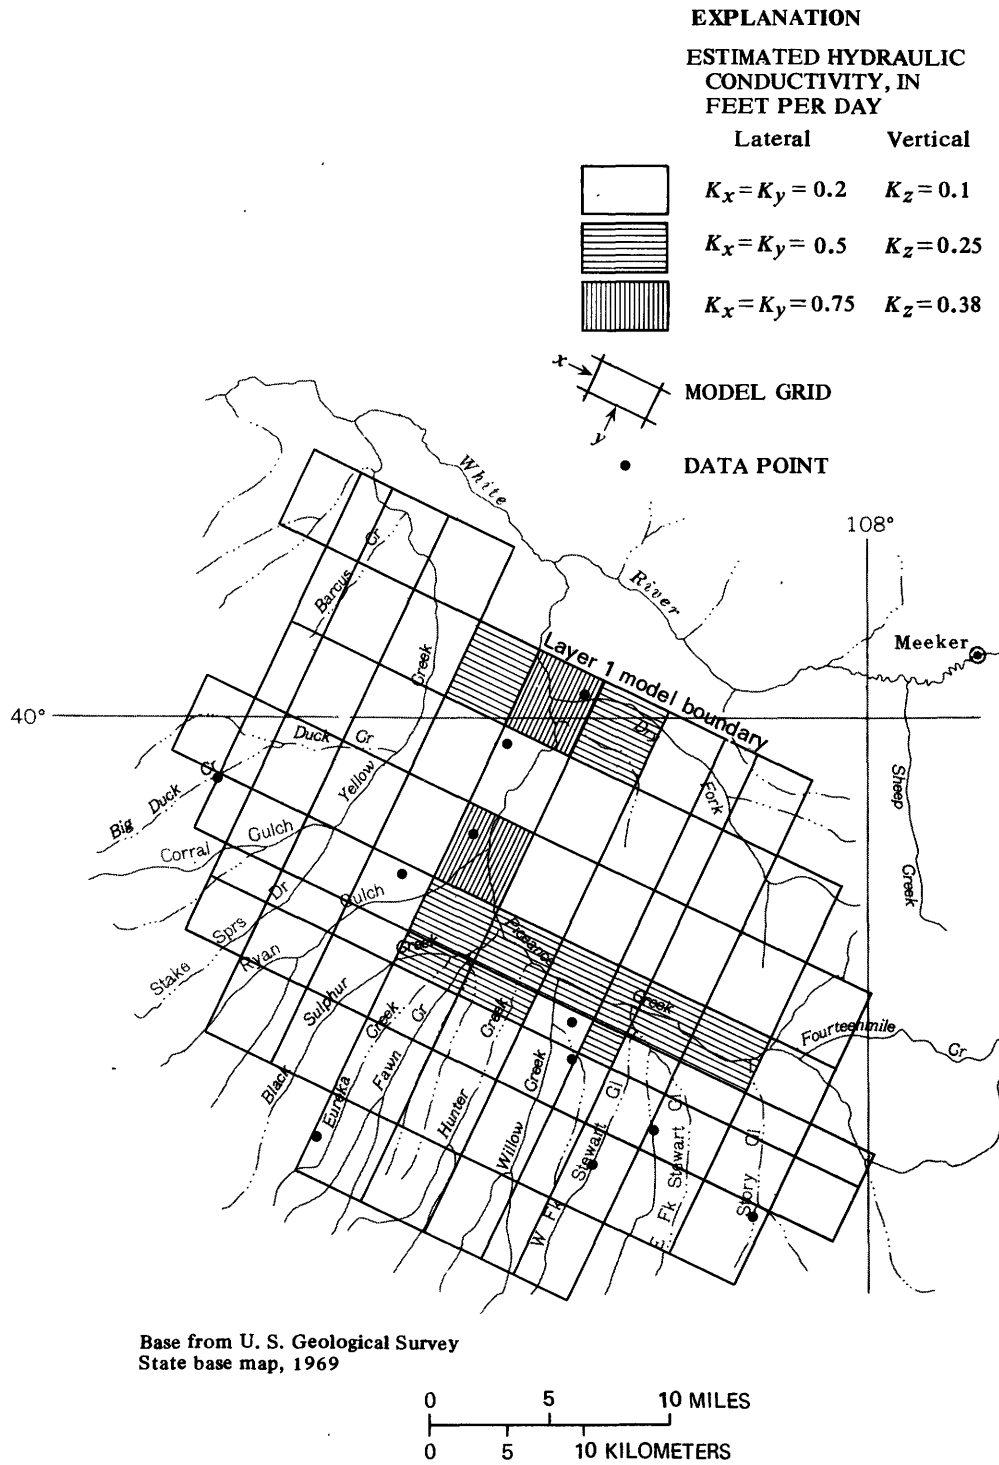 EXPLANATION
ESTIMATED HYDRAULIC
CONDUCTIVITY, IN
FEET PER DAY
Lateral Vertical
Kx = Ky = 0.2 Kz = 0.1
Kx = Ky = 0.5 Kz = 0.25
Kx = Ky = 0.75 Kz = 0.38
x
MODEL GRID
y
DATA POINT
White
108°
River
Barcus
Cr
Meeker
Layer 1 model boundary
Creek
40°
Duck Cr
Dry
Yellow
Fork
Sheep
Creek
Big Duck Cr
Corral Gulch
Stake Sprs Dr
Ryan Gulch
Piceance
Creek
Creek
Sulphur
Fourteenmile
Cr
Black
Eureka
Creek
Fawn
Cr
Hunter
Creek
Willow
Creek
W Fk Stewart Gl
E Fk Stewart Gl
Story Gl
Base from U. S. Geological Survey
State base map, 1969
0 5 10 MILES
0 5 10 KILOMETERS